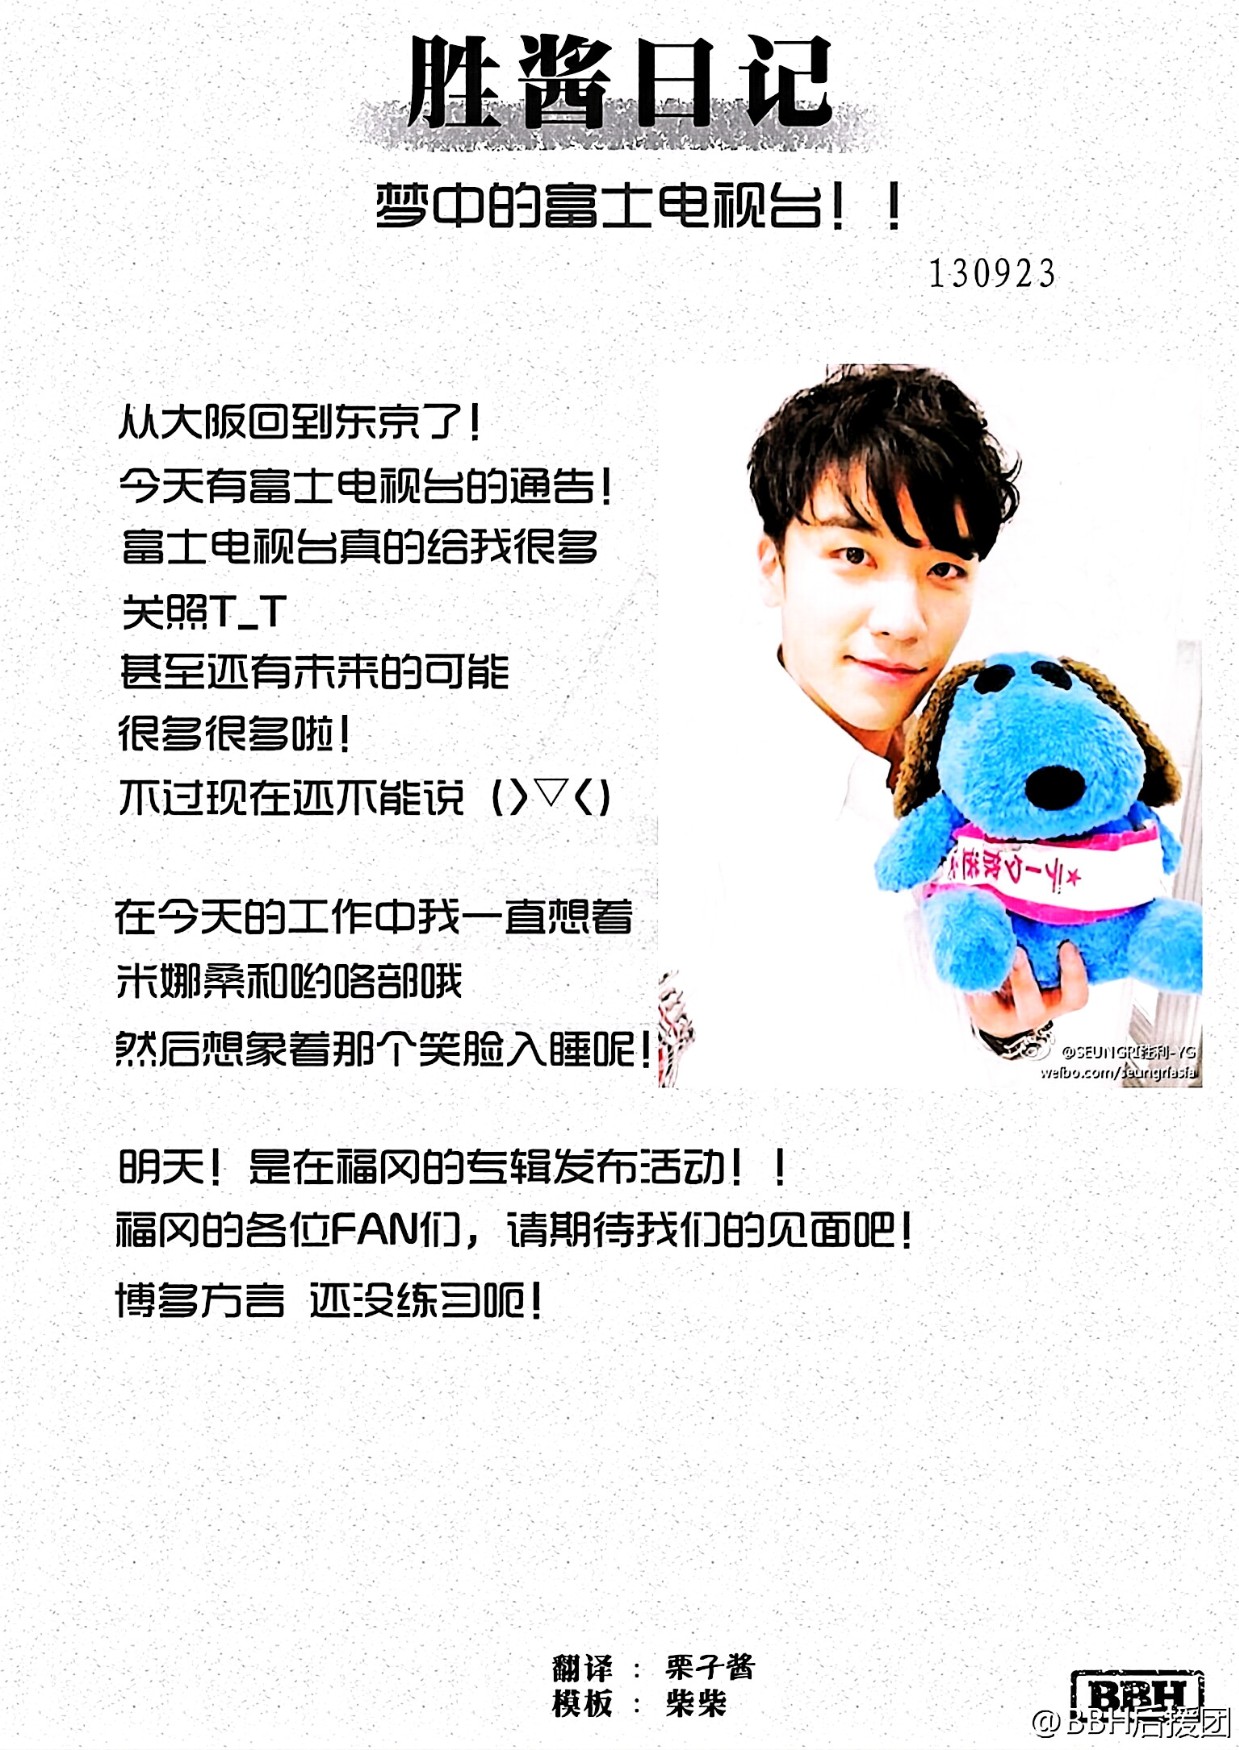 胜酱日记
梦中的富士电视台！！
130923
从大阪回到东京了！
今天有富士电视台的通告！
富士电视台真的给我很多
关照T_T
甚至还有未来的可能
很多很多啦！
不过现在还不能说（〉▽〈）
在今天的工作中我一直想着
米娜桑和哟咯部哦
然后想象着那个笑脸入睡呢！
データ放送
@SEUNGRI胜利-YG
weibo.com/seungriasia
明天！是在福冈的专辑发布活动！！
福冈的各位FAN们，请期待我们的见面吧！
博多方言 还没练习呃！
翻译：栗子酱
模板：柴柴
BBH
@BBH后援团